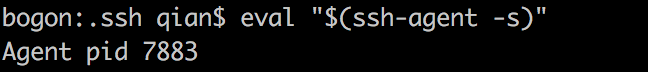 bogon:.ssh qian$ eval "$(ssh-agent -s)"
Agent pid 7883